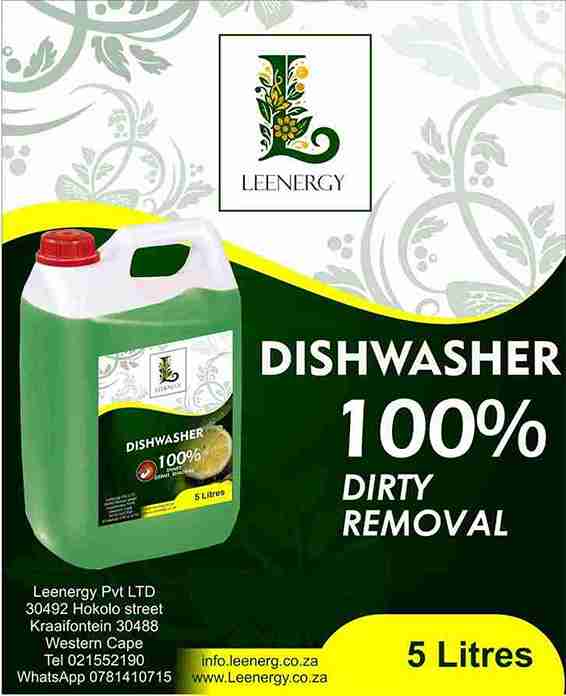 LEENERGY
DISHWASHER
100%
DIRTY
REMOVAL
LEENERGY
DISHWASHER
100%
5 Litres
Leenergy Pvt LTD
30492 Hokolo street
Kraaifontein 30488
Western Cape
Tel 021552190
WhatsApp 0781410715
info.leenerg.co.za
www.Leenergy.co.za
5 Litres